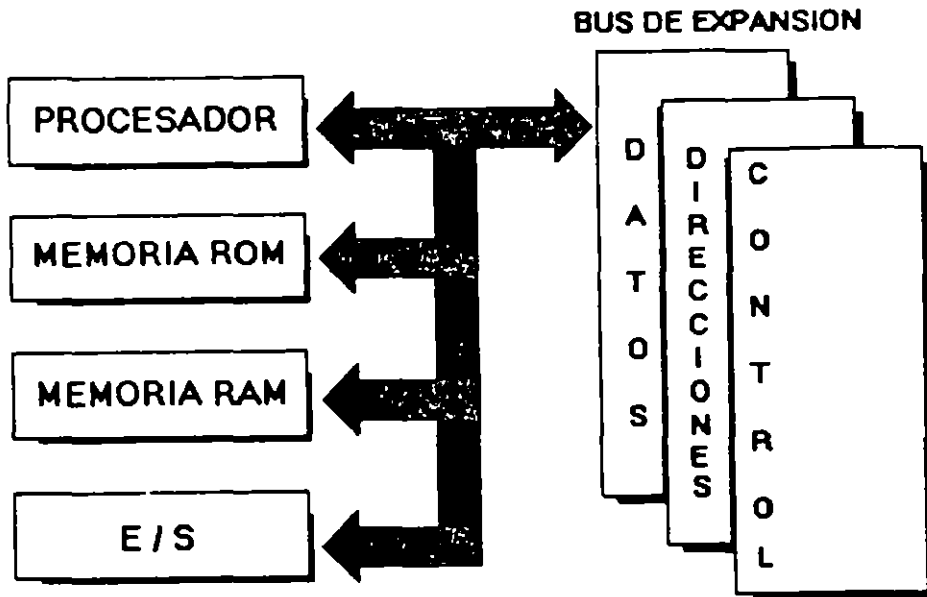 BUS DE EXPANSION
PROCESADOR
MEMORIA ROM
MEMORIA RAM
E / S
DATOS
DIRECCIONES
CONTROL